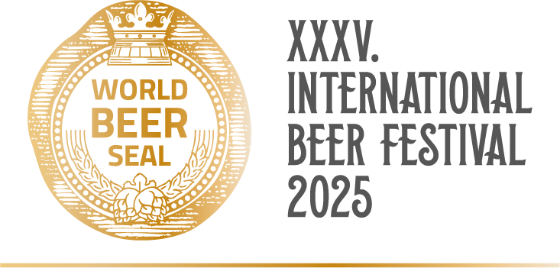 WORLD
BEER
SEAL
XXXV.
INTERNATIONAL
BEER FESTIVAL
2025